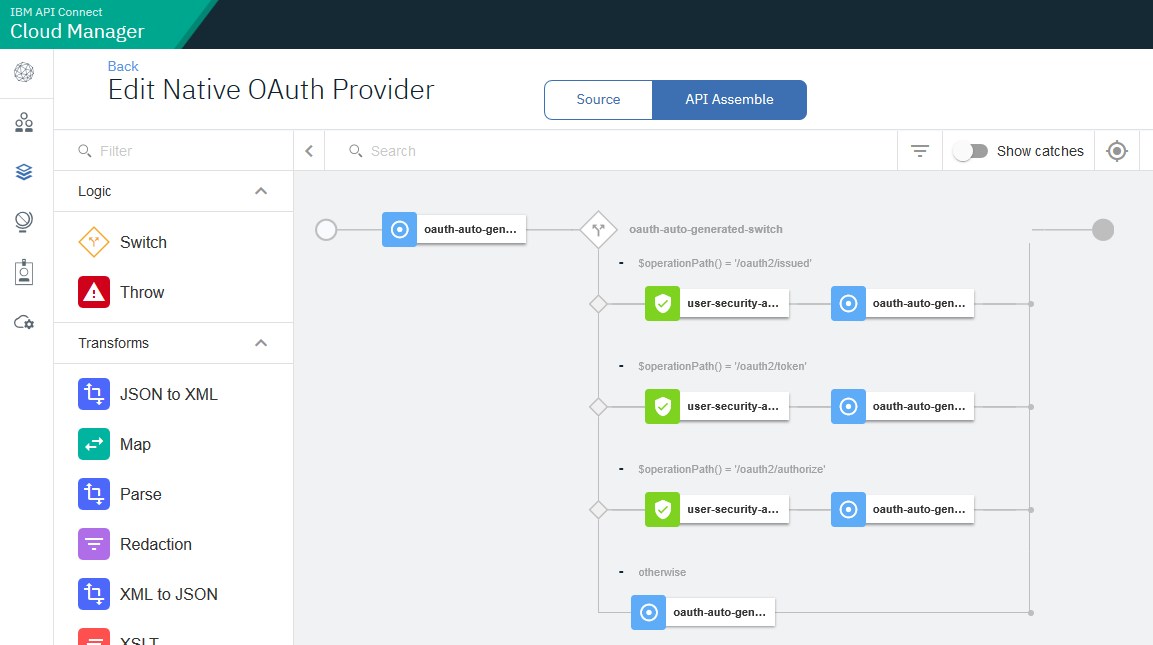 IBM API Connect
Cloud Manager
Back
Edit Native OAuth Provider
Source
API Assemble
Filter
Search
Show catches
Logic
Switch
Throw
Transforms
JSON to XML
Map
Parse
Redaction
XML to JSON
XSLT
oauth-auto-gen...
oauth-auto-generated-switch
- $operationPath() = '/oauth2/issued'
user-security-a...
oauth-auto-gen...
- $operationPath() = '/oauth2/token'
user-security-a...
oauth-auto-gen...
- $operationPath() = '/oauth2/authorize'
user-security-a...
oauth-auto-gen...
- otherwise
oauth-auto-gen...